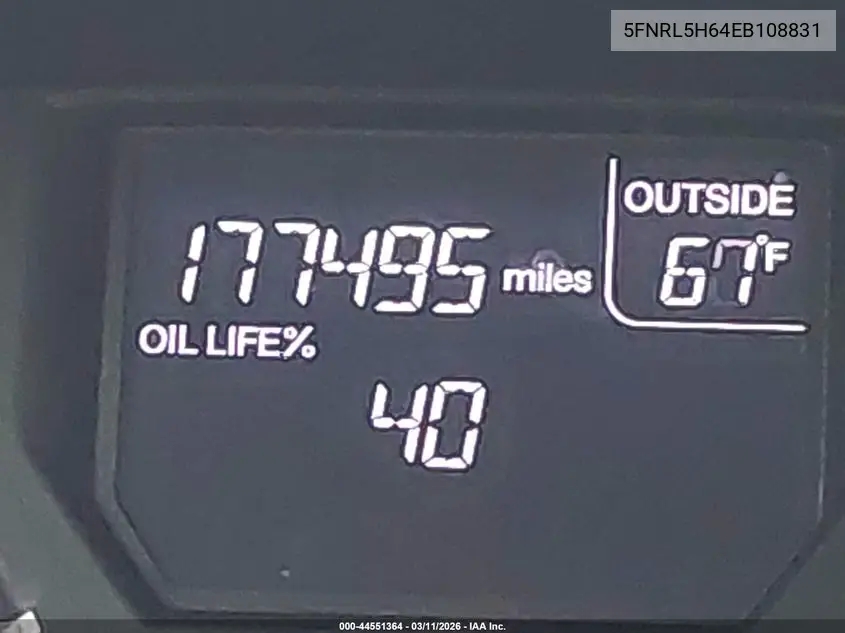 5FNRL5H64EB108831
OUTSIDE
67°F
177495 miles
OIL LIFE%
40
000-44551364 - 03/11/2026 - IAA Inc.